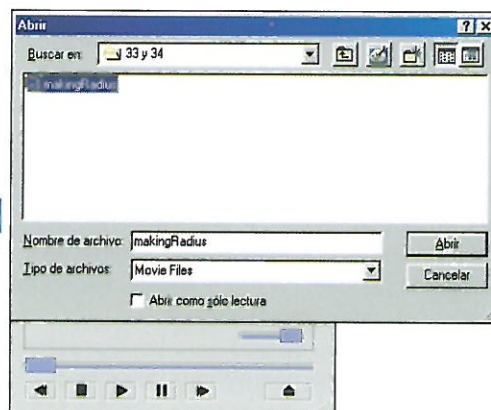 Abrir
Buscar en: 33 y 34
makingRadius
Nombre de archivo: makingRadius Abrir
Tipo de archivos: Movie Files Cancelar
Abrir como sólo lectura